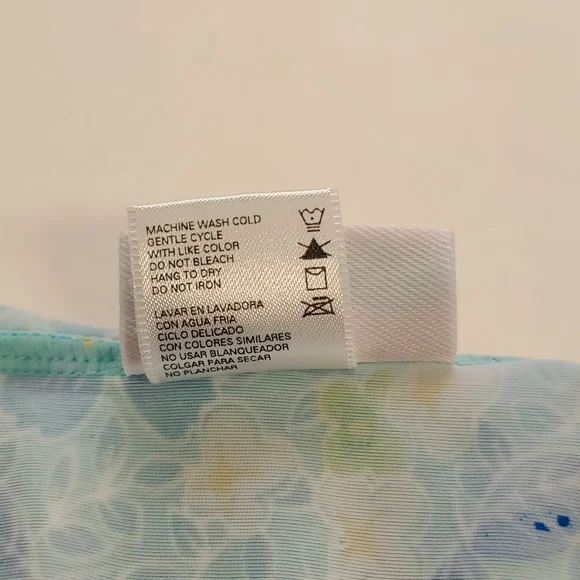 MACHINE WASH COLD
GENTLE CYCLE
WITH LIKE COLOR
DO NOT BLEACH
HANG TO DRY
DO NOT IRON
LAVAR EN LAVADORA
CON AGUA FRIA
CICLO DELICADO
CON COLORES SIMILARES
NO USAR BLANQUEADOR
COLGAR PARA SECAR
NO PLANCHAR